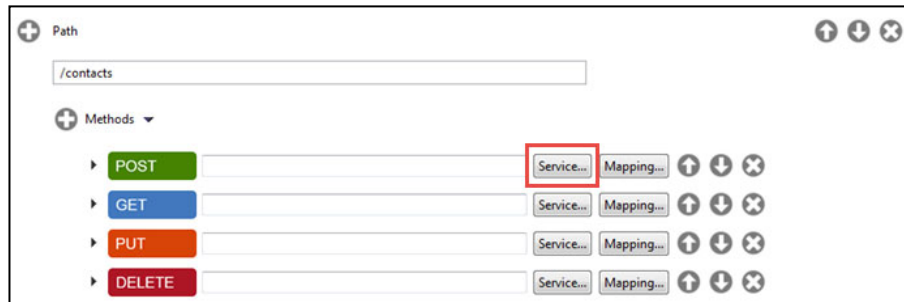 Path
/contacts
Methods
POST Service... Mapping...
GET Service... Mapping...
PUT Service... Mapping...
DELETE Service... Mapping...